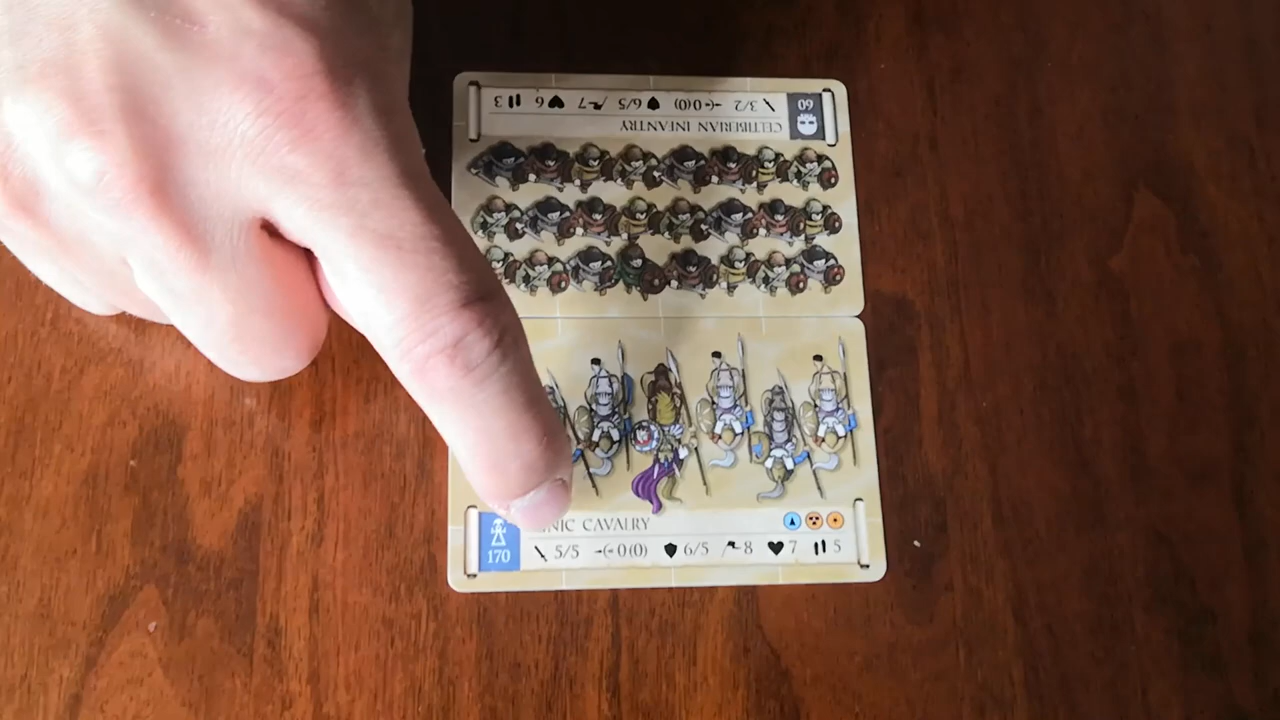 60
3/2 0(0) 6/5 7 6 3
CELTIBERIAN INFANTRY
NIC CAVALRY
170
5/5 0(0) 6/5 8 7 5